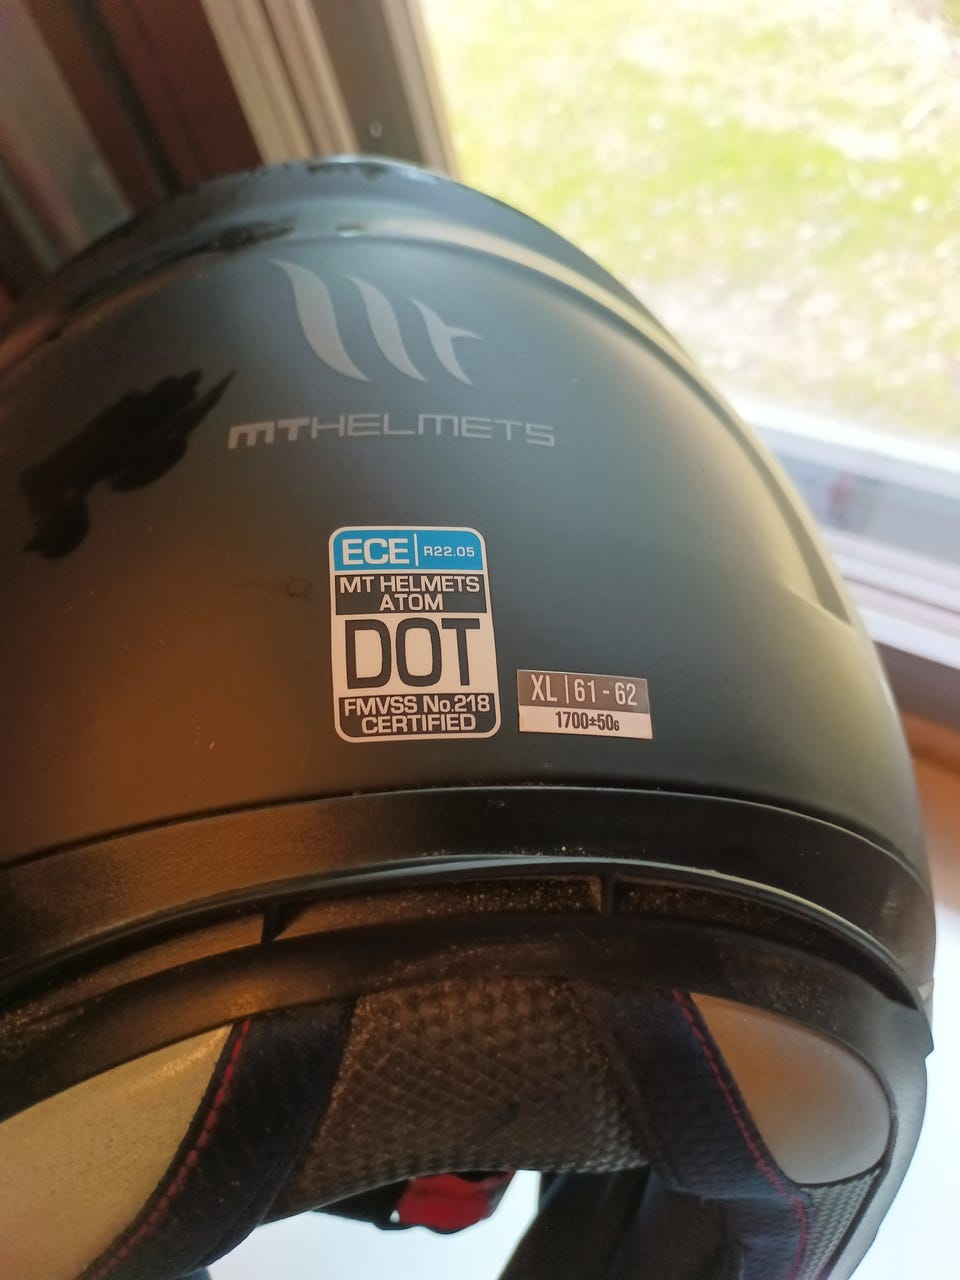 MTHELMETS
ECE | R22.05
MT HELMETS
ATOM
DOT
FMVSS No.218
CERTIFIED
XL | 61 - 62
1700±50G